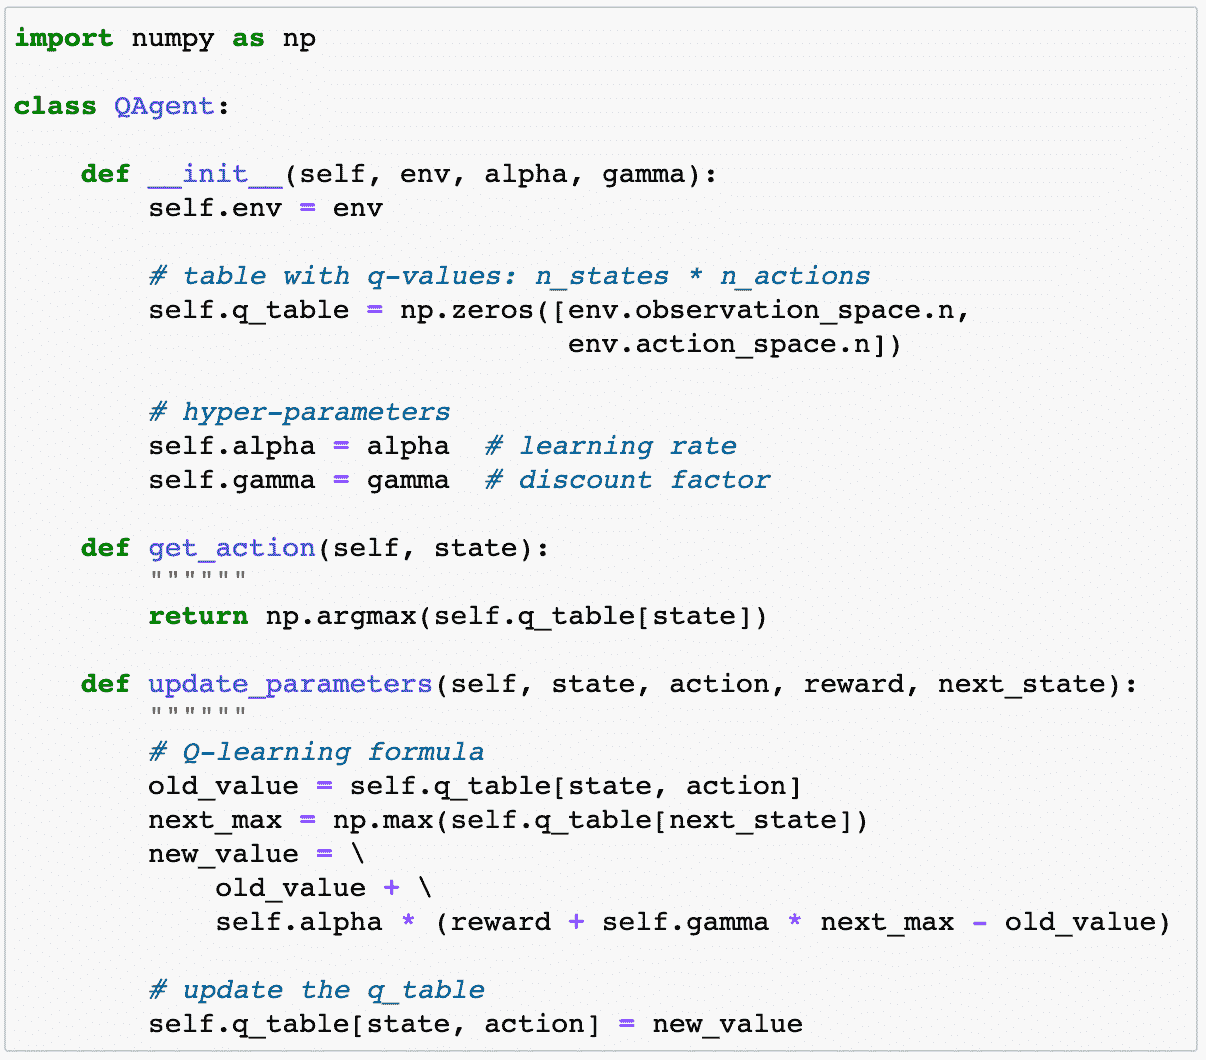 import numpy as np
class QAgent:
def __init__(self, env, alpha, gamma):
self.env = env
# table with q-values: n_states * n_actions
self.q_table = np.zeros([env.observation_space.n,
env.action_space.n])
# hyper-parameters
self.alpha = alpha  # learning rate
self.gamma = gamma  # discount factor
def get_action(self, state):
""""""
return np.argmax(self.q_table[state])
def update_parameters(self, state, action, reward, next_state):
""""""
# Q-learning formula
old_value = self.q_table[state, action]
next_max = np.max(self.q_table[next_state])
new_value = \
old_value + \
self.alpha * (reward + self.gamma * next_max - old_value)
# update the q_table
self.q_table[state, action] = new_value